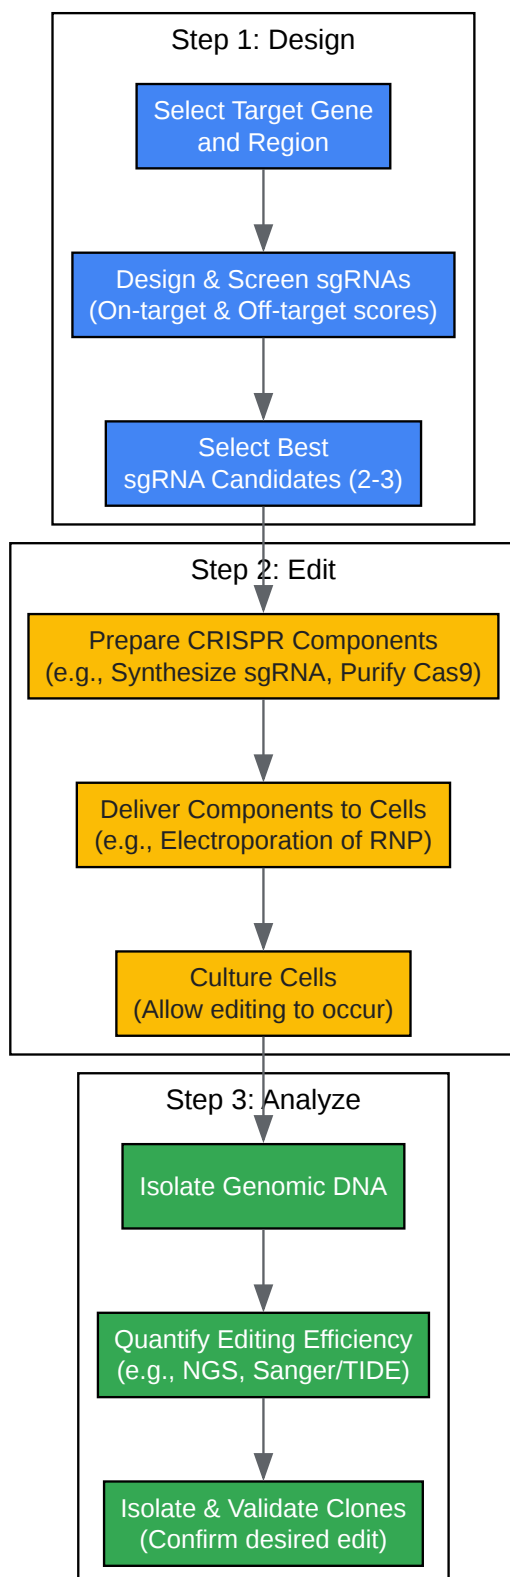 Step 1: Design
Select Target Gene
and Region
Design & Screen sgRNAs
(On-target & Off-target scores)
Select Best
sgRNA Candidates (2-3)
Step 2: Edit
Prepare CRISPR Components
(e.g., Synthesize sgRNA, Purify Cas9)
Deliver Components to Cells
(e.g., Electroporation of RNP)
Culture Cells
(Allow editing to occur)
Step 3: Analyze
Isolate Genomic DNA
Quantify Editing Efficiency
(e.g., NGS, Sanger/TIDE)
Isolate & Validate Clones
(Confirm desired edit)